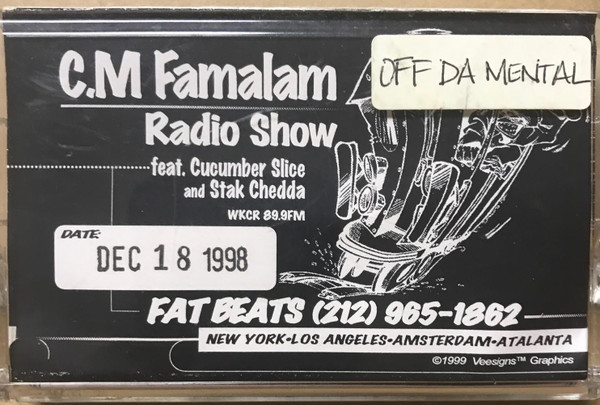 C.M Famalam
OFF DA MENTAL
Radio Show
feat. Cucumber Slice
and Stak Chedda
WKCR 89.9FM
DATE:
DEC 18 1998
FAT BEATS (212) 965-1862
NEW YORK•LOS ANGELES•AMSTERDAM•ATALANTA
©1999 Veesigns™ Graphics